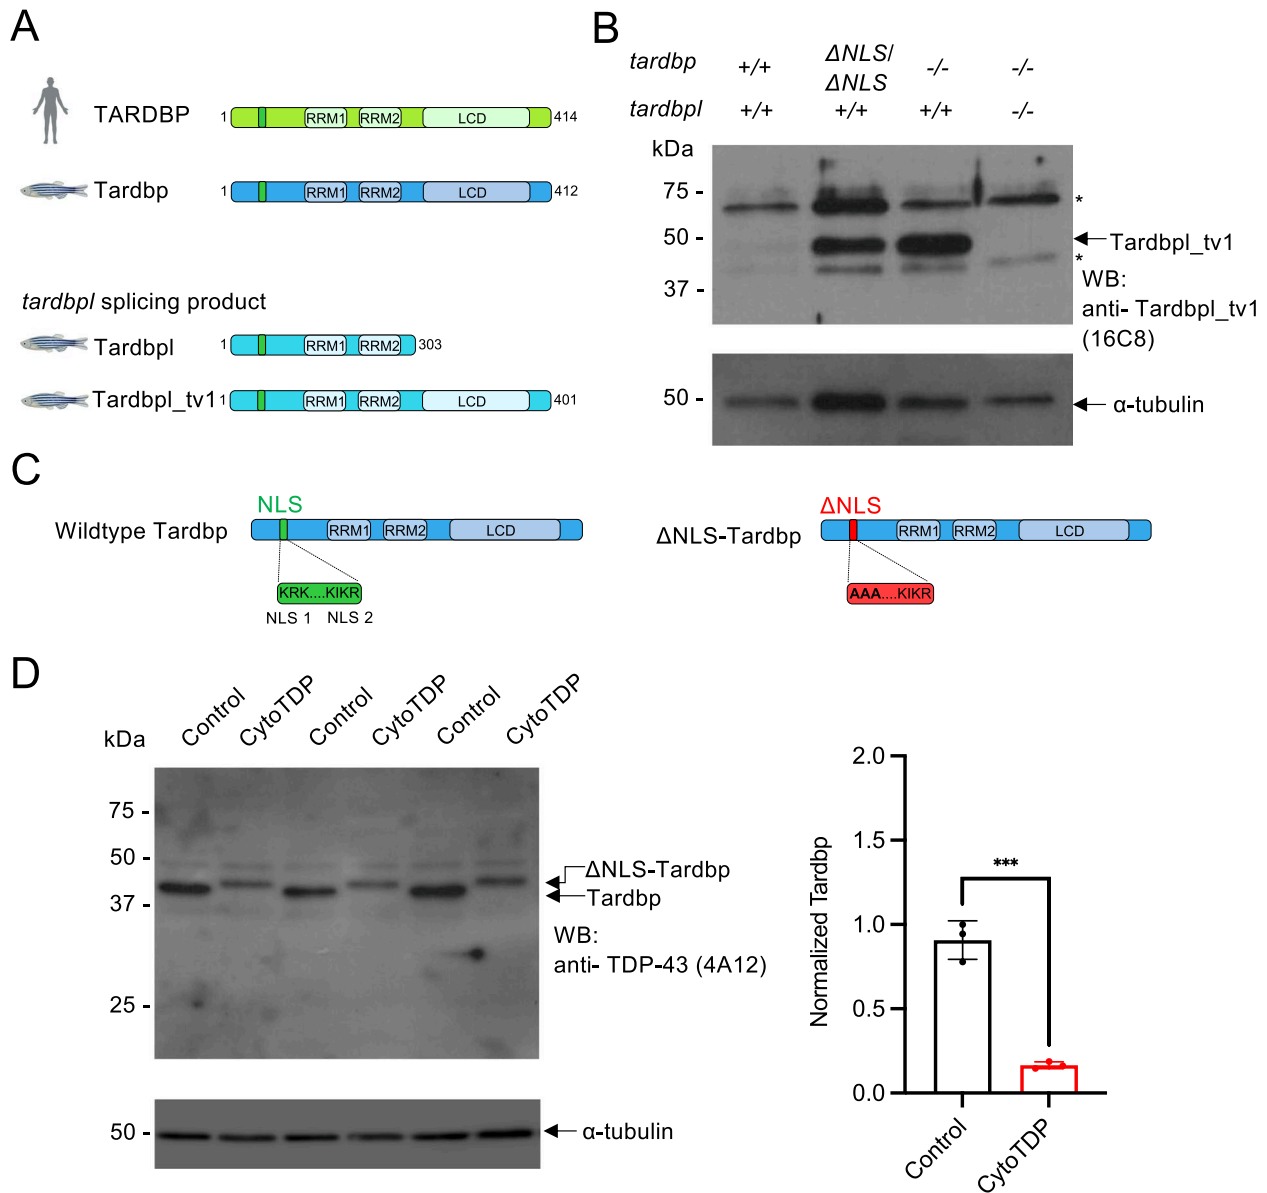 A
TARDBP
1
RRM1
RRM2
LCD
414
Tardbp
1
RRM1
RRM2
LCD
412
tardbpl splicing product
Tardbpl
1
RRM1
RRM2
303
Tardbpl_tv1
1
RRM1
RRM2
LCD
401
B
tardbp
+/+
ΔNLS/
ΔNLS
-/-
-/-
tardbpl
+/+
+/+
+/+
-/-
kDa
75 -
50 -
37 -
*
Tardbpl_tv1
*
WB:
anti- Tardbpl_tv1
(16C8)
50 -
α-tubulin
C
Wildtype Tardbp
NLS
RRM1
RRM2
LCD
KRK....KIKR
NLS 1
NLS 2
ΔNLS-Tardbp
ΔNLS
RRM1
RRM2
LCD
AAA....KIKR
D
kDa
Control
CytoTDP
Control
CytoTDP
Control
CytoTDP
75 -
50 -
37 -
25 -
ΔNLS-Tardbp
Tardbp
WB:
anti- TDP-43 (4A12)
50 -
α-tubulin
Normalized Tardbp
2.0
1.5
1.0
0.5
0.0
***
Control
CytoTDP